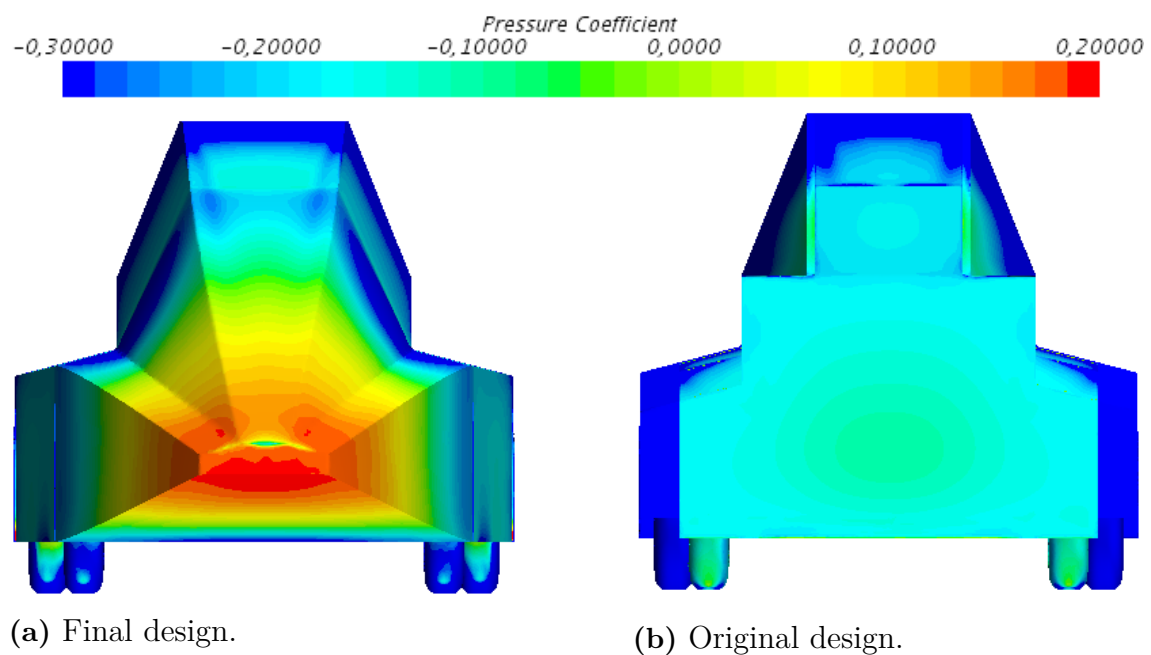 Pressure Coefficient
-0,30000 -0,20000 -0,10000 0,0000 0,10000 0,20000
(a) Final design.
(b) Original design.